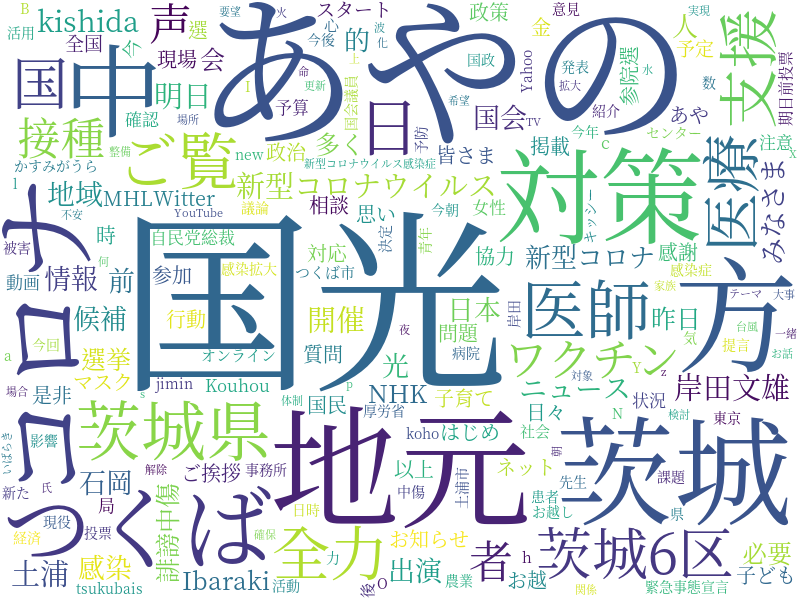 kishida
声
的
スタート
政策
金
意見
実現
B
活用
要望
火
心
今後
波
化
全国
選
国
中
今
あやの
支援
人
予定
発表
拡大
水
数
Yahoo
参院選
期日前投票
現場
会
明日
予算
命
更新
上
国会議員
国政
希望
紹介
rv
あや
接種
確認
場所
日
国会
予防
掲載
今年
c
センター
注意
X
ご覧
多く
皆さま
かすみがうら
整備
new
政治
新型コロナウイルス感染症
対策
医療
みなさま
地域
MHLWitter
新型コロナウイルス
l
不安
YouTube
議論
相談
思い
今朝
女性
キッシー
コロナ
時
自民党総裁
対応
決定
青年
協力
新型コロナ
感謝
被害
何
動画
情報
前
参加
感染拡大
つくば市
国光
方
感染症
家族
テーマ
大事
候補
行動
開催
夜
日本
医師
昨日
岸田
問題
気
台風
一緒
a
今回
選挙
オンライン
質問
光
病院
ワクチン
提言
お話
マスク
jimin
Kouhou
p
NHK
子育て
対象
Y
z
ニュース
岸田文雄
場合
是非
s
体制
国民
厚労省
日々
N
状況
検討
東京
茨城県
地元
茨城
koho
はじめ
社会
いばらき
影響
石岡
解除
ご挨拶
事務所
以上
ネット
朝
課題
新た
氏
局
中傷
土浦市
患者
先生
お越し
県
つくば
現役
経済
投票
誹謗中傷
日時
確保
全力
お知らせ
者
h
茨城6区
必要
土浦
感染
tsukubais
Ibaraki
活動
力
後
O
出演
農業
お越
関係
緊急事態宣言
子ども